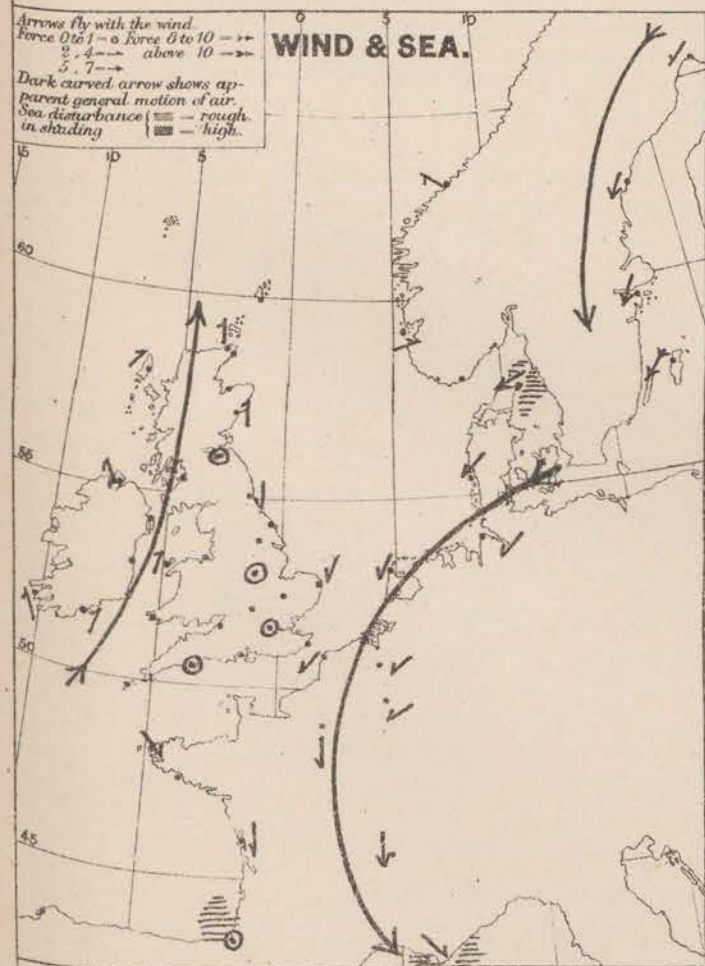 Arrows fly with the wind.
Force 0 to 1 — o Force 8 to 10 —
2 „ 4 — above 10 —
5 „ 7 —
WIND & SEA.
Dark curved arrow shows ap-
parent general motion of air.
Sea disturbance { — rough.
in shading { — high.
15 10 5 0 5 10
60
55
50
45